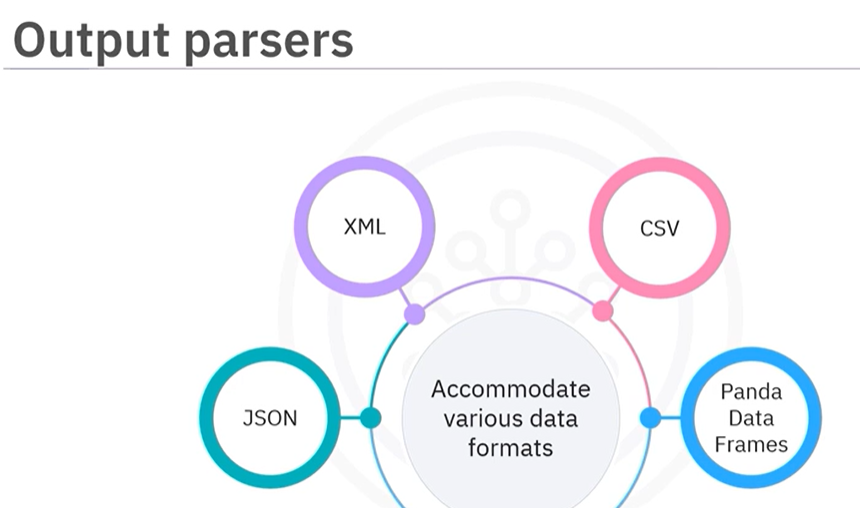 Output parsers
XML
CSV
JSON
Accommodate
various data
formats
Panda
Data
Frames